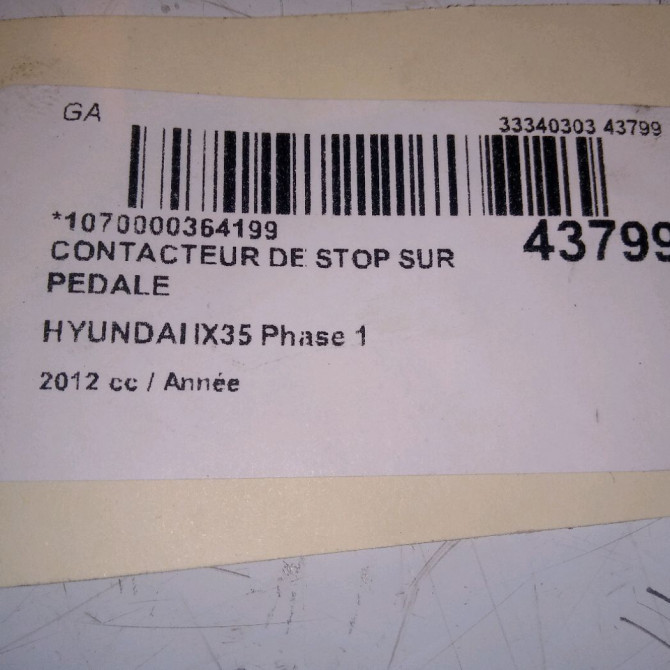 GA
33340303 43799
*1070000364199
43799
CONTACTEUR DE STOP SUR
PEDALE
HYUNDAI IX35 Phase 1
2012 cc / Année